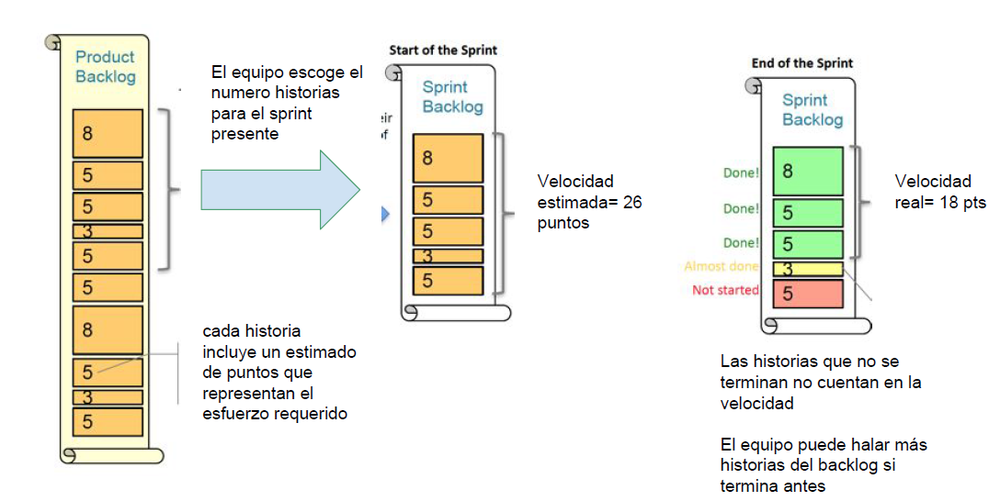 Product
Backlog
8
5
5
3
5
5
8
5
3
5
El equipo escoge el
numero historias
para el sprint
presente
cada historia
incluye un estimado
de puntos que
representan el
esfuerzo requerido
Start of the Sprint
Sprint
Backlog
eir
of
8
5
5
3
5
Velocidad
estimada= 26
puntos
End of the Sprint
Sprint
Backlog
Done! 8
Done! 5
Done! 5
Almost done 3
Not started 5
Velocidad
real= 18 pts
Las historias que no se
terminan no cuentan en la
velocidad
El equipo puede halar más
historias del backlog si
termina antes